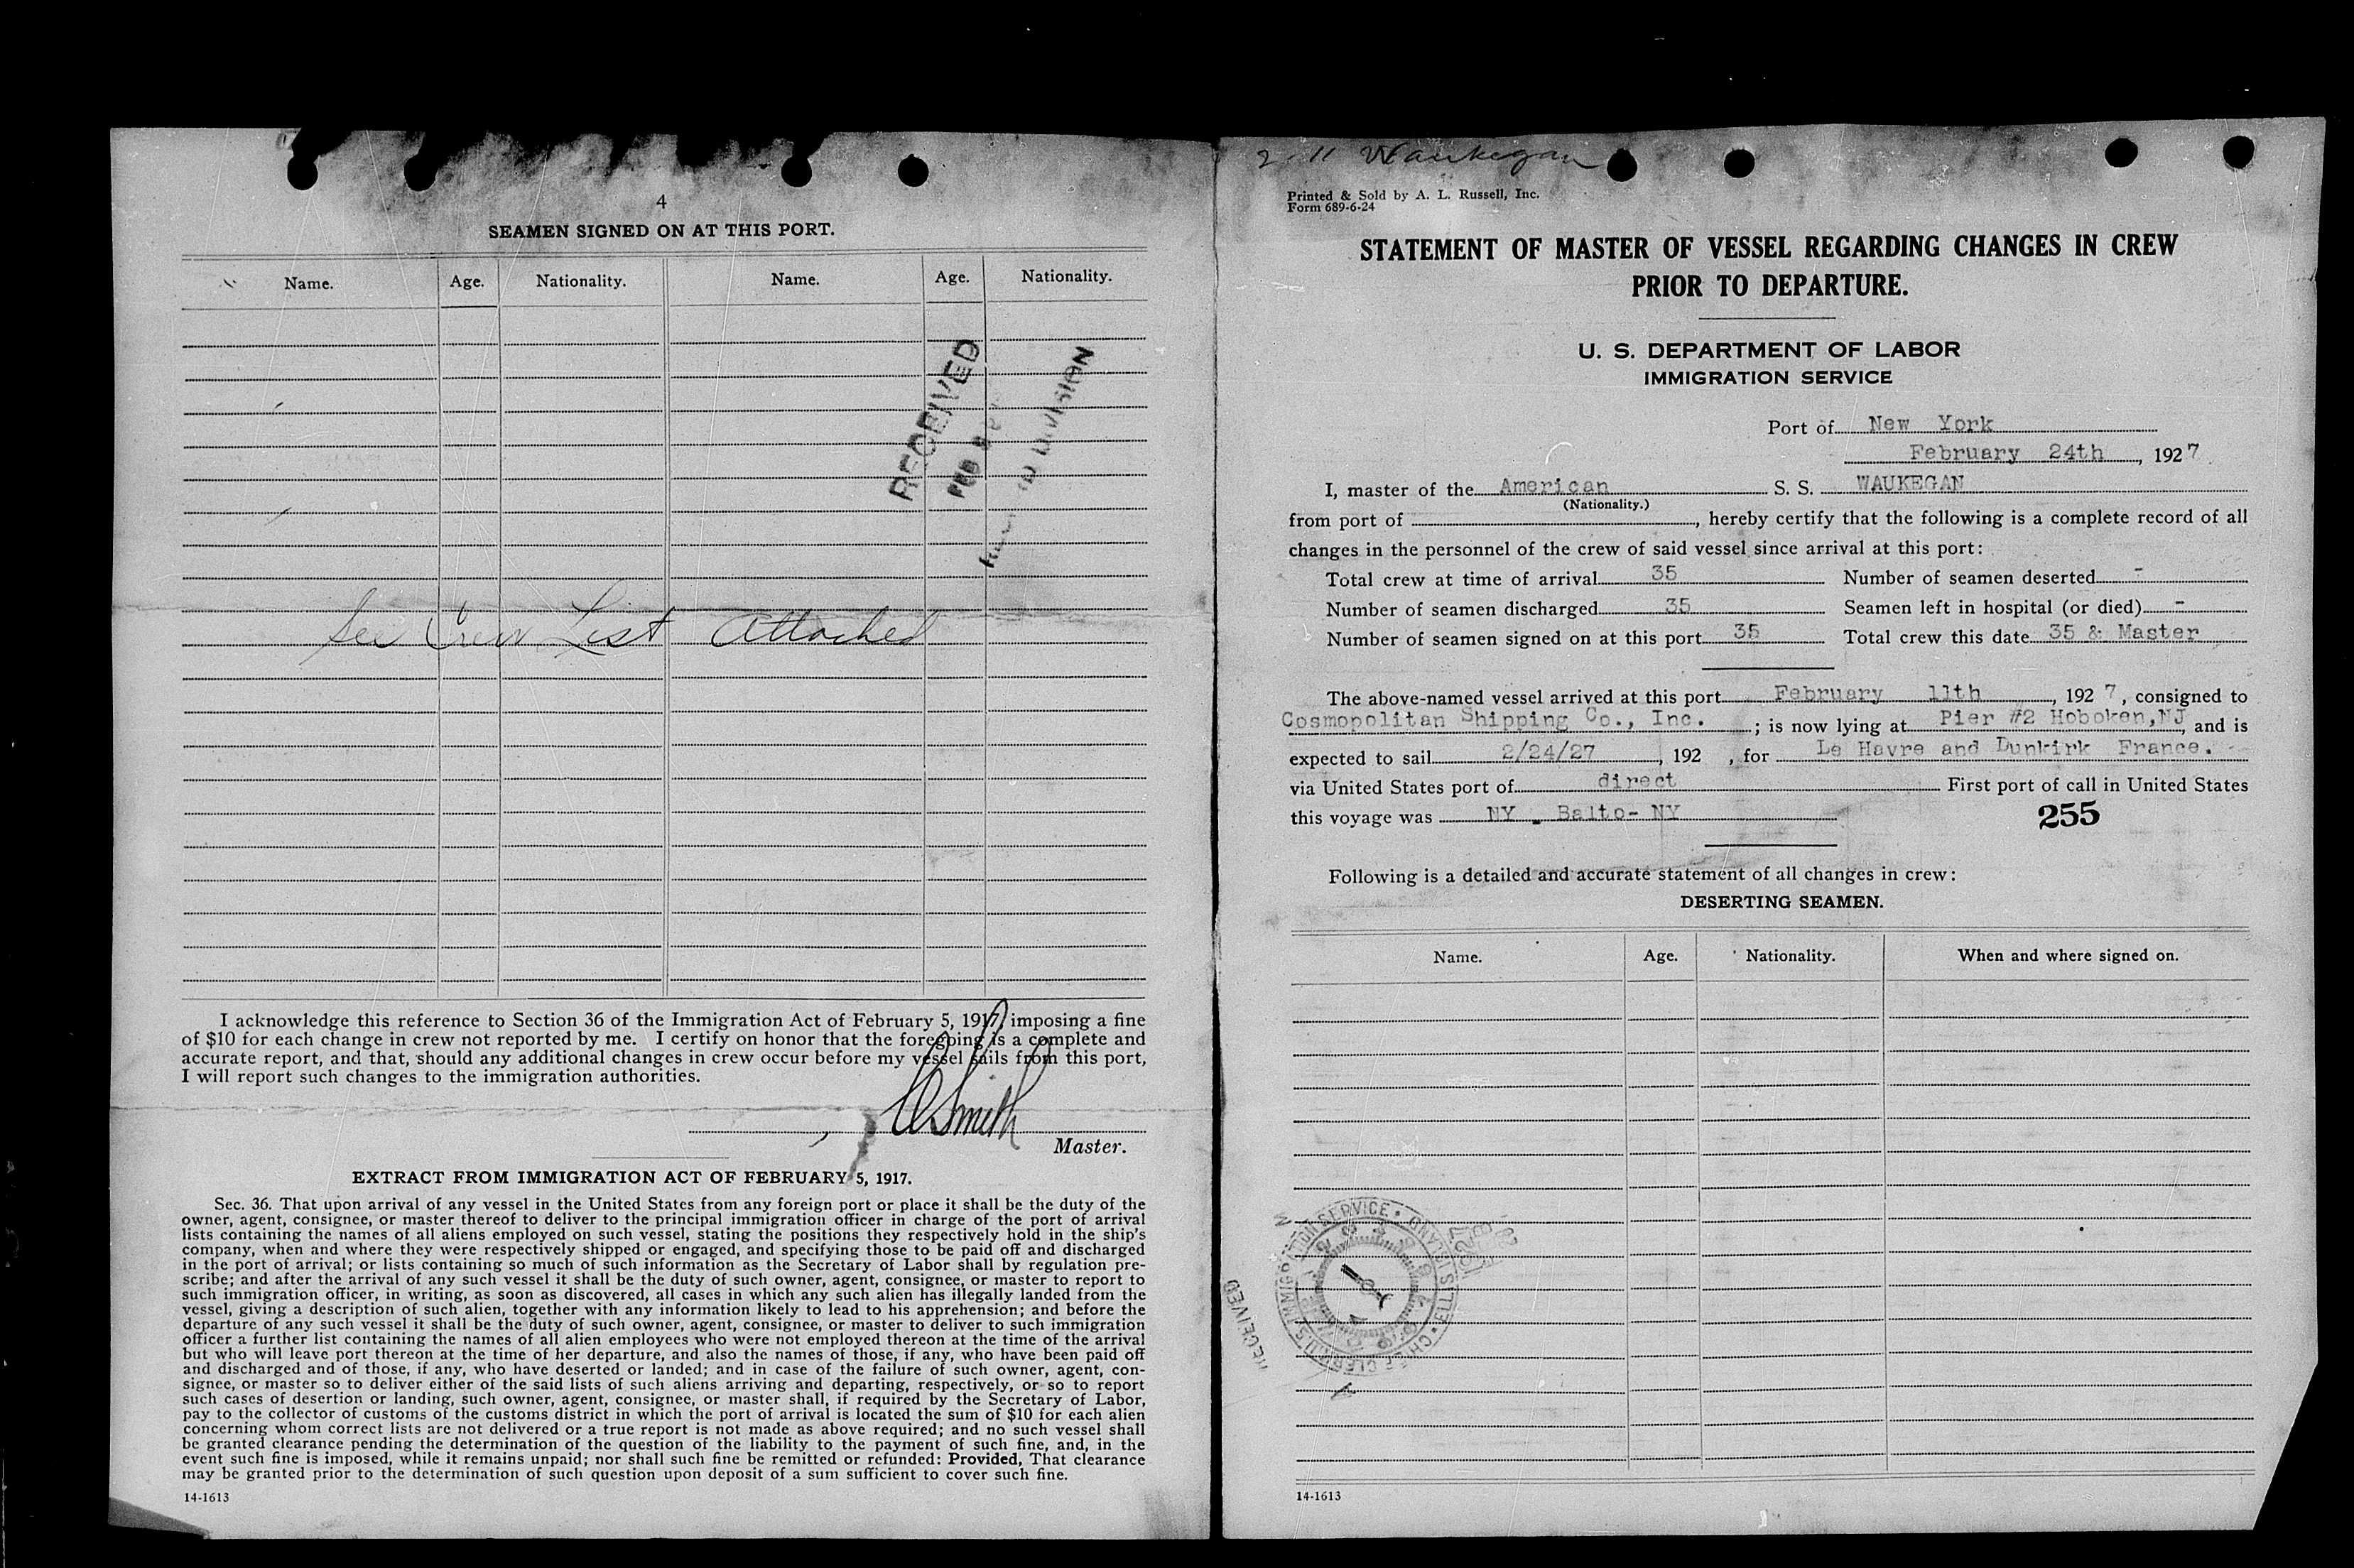 4
SEAMEN SIGNED ON AT THIS PORT.
Name. Age. Nationality. Name. Age. Nationality.
RECEIVED
FEB
DIVISION
See Crew List Attached
I acknowledge this reference to Section 36 of the Immigration Act of February 5, 1917, imposing a fine
of $10 for each change in crew not reported by me. I certify on honor that the foregoing is a complete and
accurate report, and that, should any additional changes in crew occur before my vessel sails from this port,
I will report such changes to the immigration authorities.
Smith
Master.
EXTRACT FROM IMMIGRATION ACT OF FEBRUARY 5, 1917.
Sec. 36. That upon arrival of any vessel in the United States from any foreign port or place it shall be the duty of the
owner, agent, consignee, or master thereof to deliver to the principal immigration officer in charge of the port of arrival
lists containing the names of all aliens employed on such vessel, stating the positions they respectively hold in the ship's
company, when and where they were respectively shipped or engaged, and specifying those to be paid off and discharged
in the port of arrival; or lists containing so much of such information as the Secretary of Labor shall by regulation pre-
scribe; and after the arrival of any such vessel it shall be the duty of such owner, agent, consignee, or master to report to
such immigration officer, in writing, as soon as discovered, all cases in which any such alien has illegally landed from the
vessel, giving a description of such alien, together with any information likely to lead to his apprehension; and before the
departure of any such vessel it shall be the duty of such owner, agent, consignee, or master to deliver to such immigration
officer a further list containing the names of all alien employees who were not employed thereon at the time of the arrival
but who will leave port thereon at the time of her departure, and also the names of those, if any, who have been paid off
and discharged and of those, if any, who have deserted or landed; and in case of the failure of such owner, agent, con-
signee, or master so to deliver either of the said lists of such aliens arriving and departing, respectively, or so to report
such cases of desertion or landing, such owner, agent, consignee, or master shall, if required by the Secretary of Labor,
pay to the collector of customs of the customs district in which the port of arrival is located the sum of $10 for each alien
concerning whom correct lists are not delivered or a true report is not made as above required; and no such vessel shall
be granted clearance pending the determination of the question of the liability to the payment of such fine, and, in the
event such fine is imposed, while it remains unpaid; nor shall such fine be remitted or refunded: Provided, That clearance
may be granted prior to the determination of such question upon deposit of a sum sufficient to cover such fine.
14-1613
2. 11 Waukegan
Printed & Sold by A. L. Russell, Inc.
Form 689-6-24
STATEMENT OF MASTER OF VESSEL REGARDING CHANGES IN CREW
PRIOR TO DEPARTURE.
U. S. DEPARTMENT OF LABOR
IMMIGRATION SERVICE
Port of New York
February 24th, 1927
I, master of the American S. S. WAUKEGAN
(Nationality.)
from port of , hereby certify that the following is a complete record of all
changes in the personnel of the crew of said vessel since arrival at this port:
Total crew at time of arrival 35 Number of seamen deserted -
Number of seamen discharged 35 Seamen left in hospital (or died) -
Number of seamen signed on at this port 35 Total crew this date 35 & Master
The above-named vessel arrived at this port February 11th, 1927, consigned to
Cosmopolitan Shipping Co., Inc. ; is now lying at Pier #2 Hoboken,NJ and is
expected to sail 2/24/27, 192 , for Le Havre and Dunkirk France.
via United States port of direct First port of call in United States
this voyage was NY - Balto- NY
255
Following is a detailed and accurate statement of all changes in crew:
DESERTING SEAMEN.
Name. Age. Nationality. When and where signed on.
U.S. IMMIGRATION SERVICE • ELLIS ISLAND • CHIEF CLERK
1927
RECEIVED
14-1613